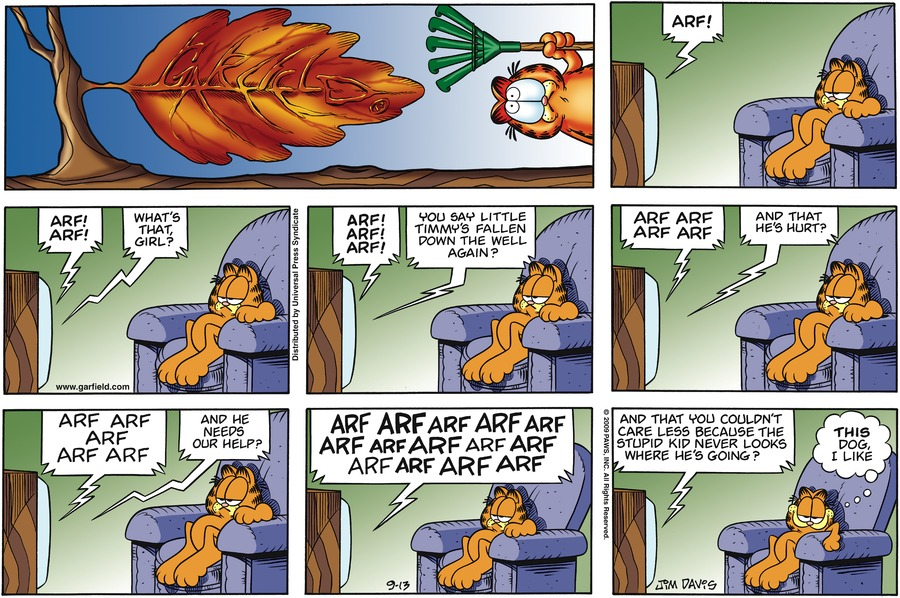 GARFIELD
ARF!
ARF!
ARF!
WHAT'S
THAT,
GIRL?
www.garfield.com
Distributed by Universal Press Syndicate
ARF!
ARF!
ARF!
YOU SAY LITTLE
TIMMY'S FALLEN
DOWN THE WELL
AGAIN?
ARF ARF
ARF ARF
AND THAT
HE'S HURT?
ARF ARF
ARF
ARF ARF
AND HE
NEEDS
OUR HELP?
ARF ARF ARF ARF ARF
ARF ARF ARF ARF ARF
ARF ARF ARF ARF
9-13
© 2009 PAWS, INC. All Rights Reserved.
AND THAT YOU COULDN'T
CARE LESS BECAUSE THE
STUPID KID NEVER LOOKS
WHERE HE'S GOING?
THIS
DOG,
I LIKE
JIM DAVIS